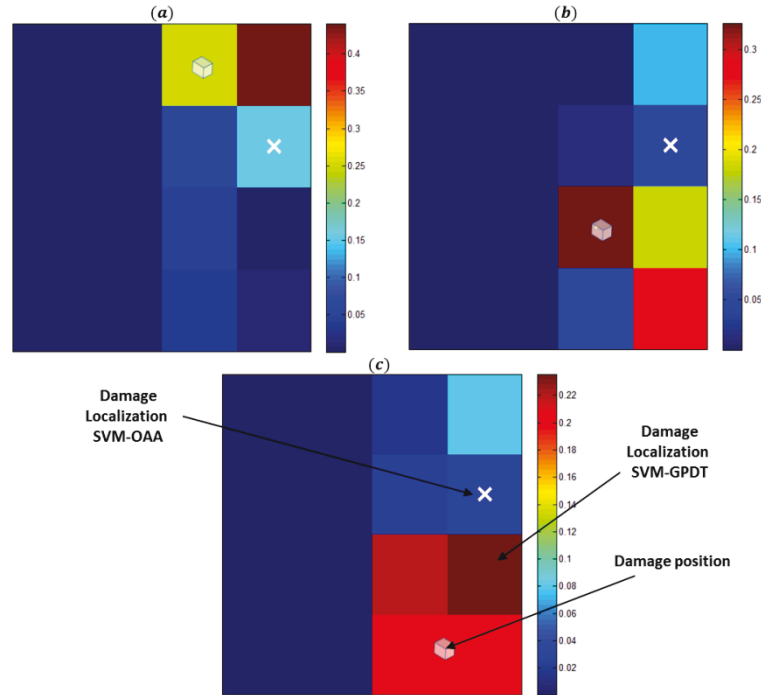 (a)
(b)
0.4
0.35
0.3
0.25
0.2
0.15
0.1
0.05
0.3
0.25
0.2
0.15
0.1
0.05
(c)
Damage
Localization
SVM-OAA
0.22
0.2
0.18
0.16
0.14
0.12
0.1
0.08
0.06
0.04
0.02
Damage
Localization
SVM-GPDT
Damage position